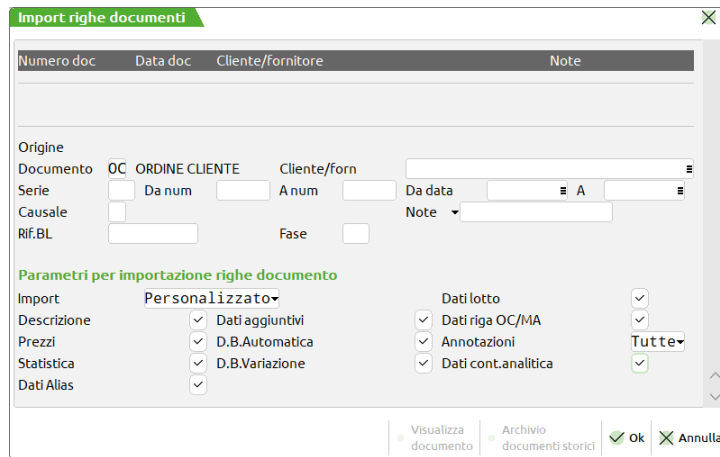 Import righe documenti
Numero doc Data doc Cliente/fornitore Note
Origine
Documento OC ORDINE CLIENTE Cliente/forn
Serie Da num A num Da data A
Causale Note
Rif.BL Fase
Parametri per importazione righe documento
Import Personalizzato Dati lotto
Descrizione Dati aggiuntivi Dati riga OC/MA
Prezzi D.B.Automatica Annotazioni Tutte
Statistica D.B.Variazione Dati cont.analitica
Dati Alias
Visualizza documento Archivio documenti storici Ok Annulla